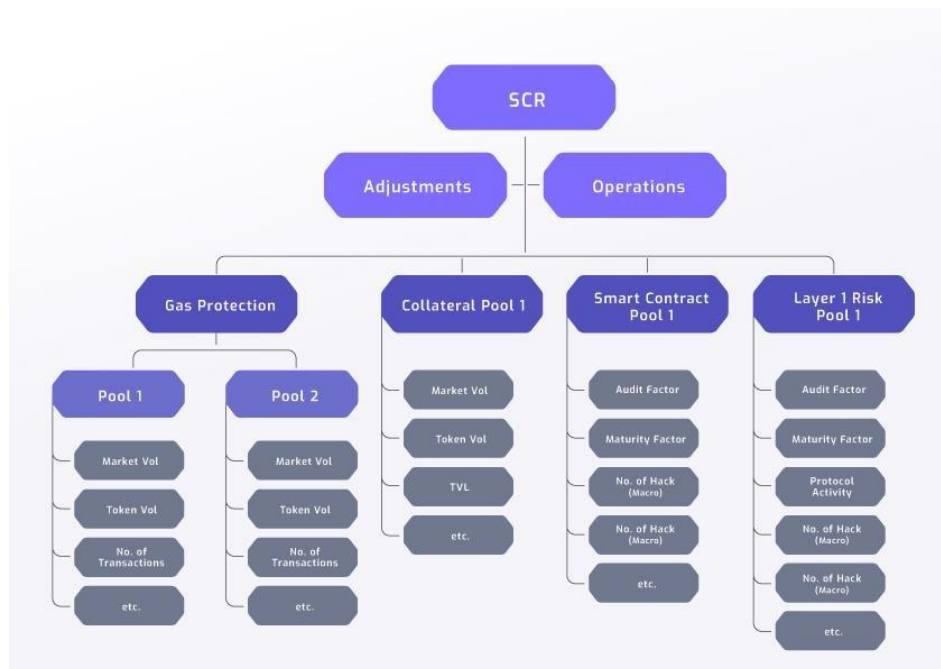 SCR
Adjustments
Operations
Gas Protection
Collateral Pool 1
Smart Contract
Pool 1
Layer 1 Risk
Pool 1
Pool 1
Market Vol
Token Vol
No. of
Transactions
etc.
Pool 2
Market Vol
Token Vol
No. of
Transactions
etc.
Market Vol
Token Vol
TVL
etc.
Audit Factor
Maturity Factor
No. of Hack
(Macro)
No. of Hack
(Macro)
etc.
Audit Factor
Maturity Factor
Protocol
Activity
No. of Hack
(Macro)
No. of Hack
(Macro)
etc.